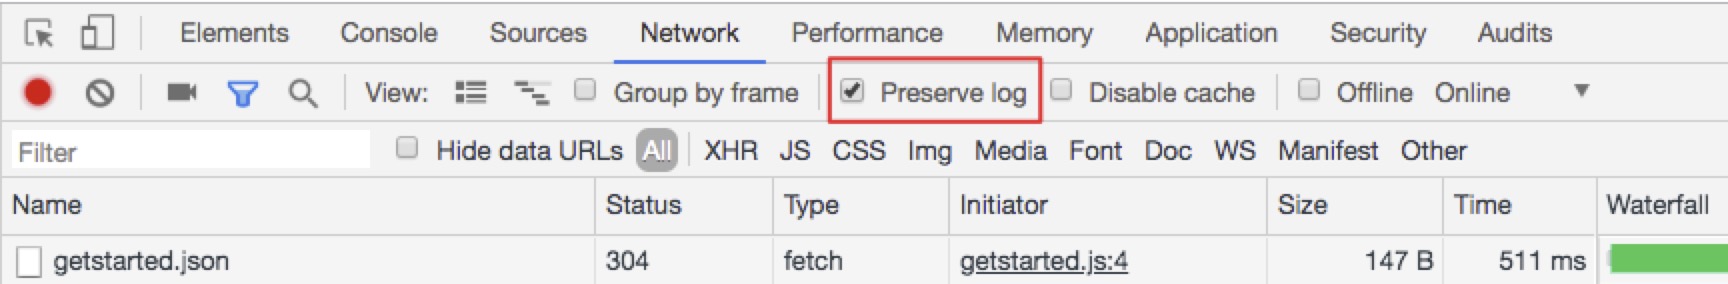 Elements Console Sources Network Performance Memory Application Security Audits
View: Group by frame Preserve log Disable cache Offline Online
Filter Hide data URLs All XHR JS CSS Img Media Font Doc WS Manifest Other
Name Status Type Initiator Size Time Waterfall
getstarted.json 304 fetch getstarted.js:4 147 B 511 ms